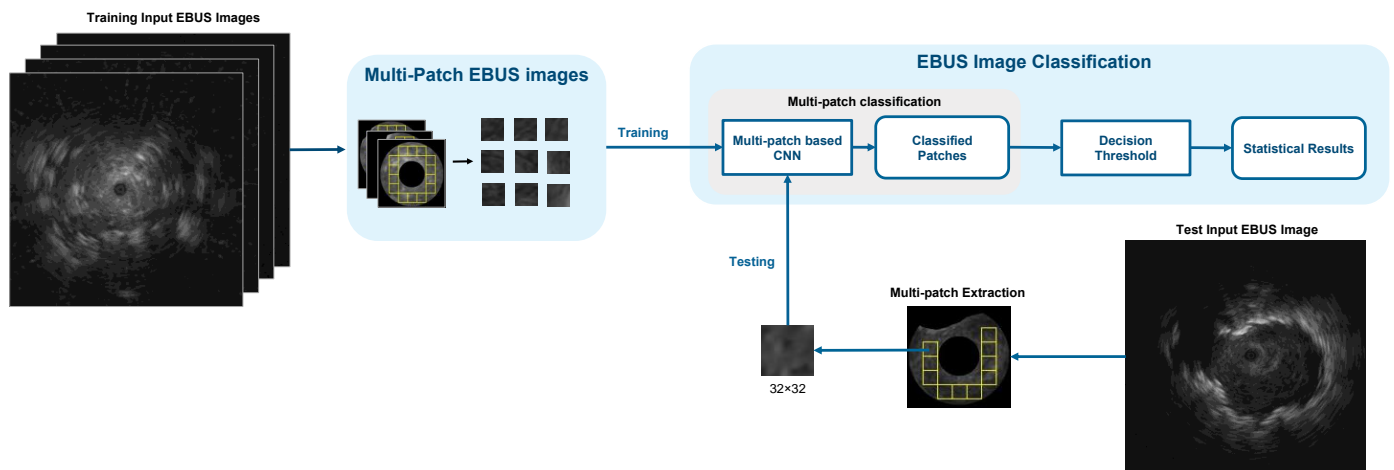 Training Input EBUS Images
Multi-Patch EBUS images
Training
EBUS Image Classification
Multi-patch classification
Multi-patch based
CNN
Classified
Patches
Decision
Threshold
Statistical Results
Testing
Multi-patch Extraction
32×32
Test Input EBUS Image